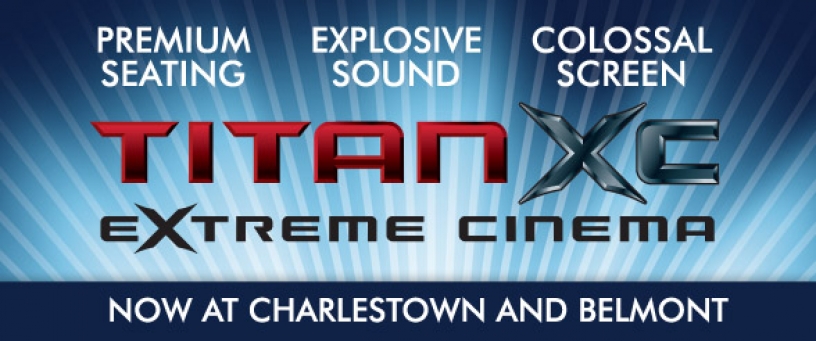 PREMIUM SEATING
EXPLOSIVE SOUND
COLOSSAL SCREEN
TITAN XC
EXTREME CINEMA
NOW AT CHARLESTOWN AND BELMONT